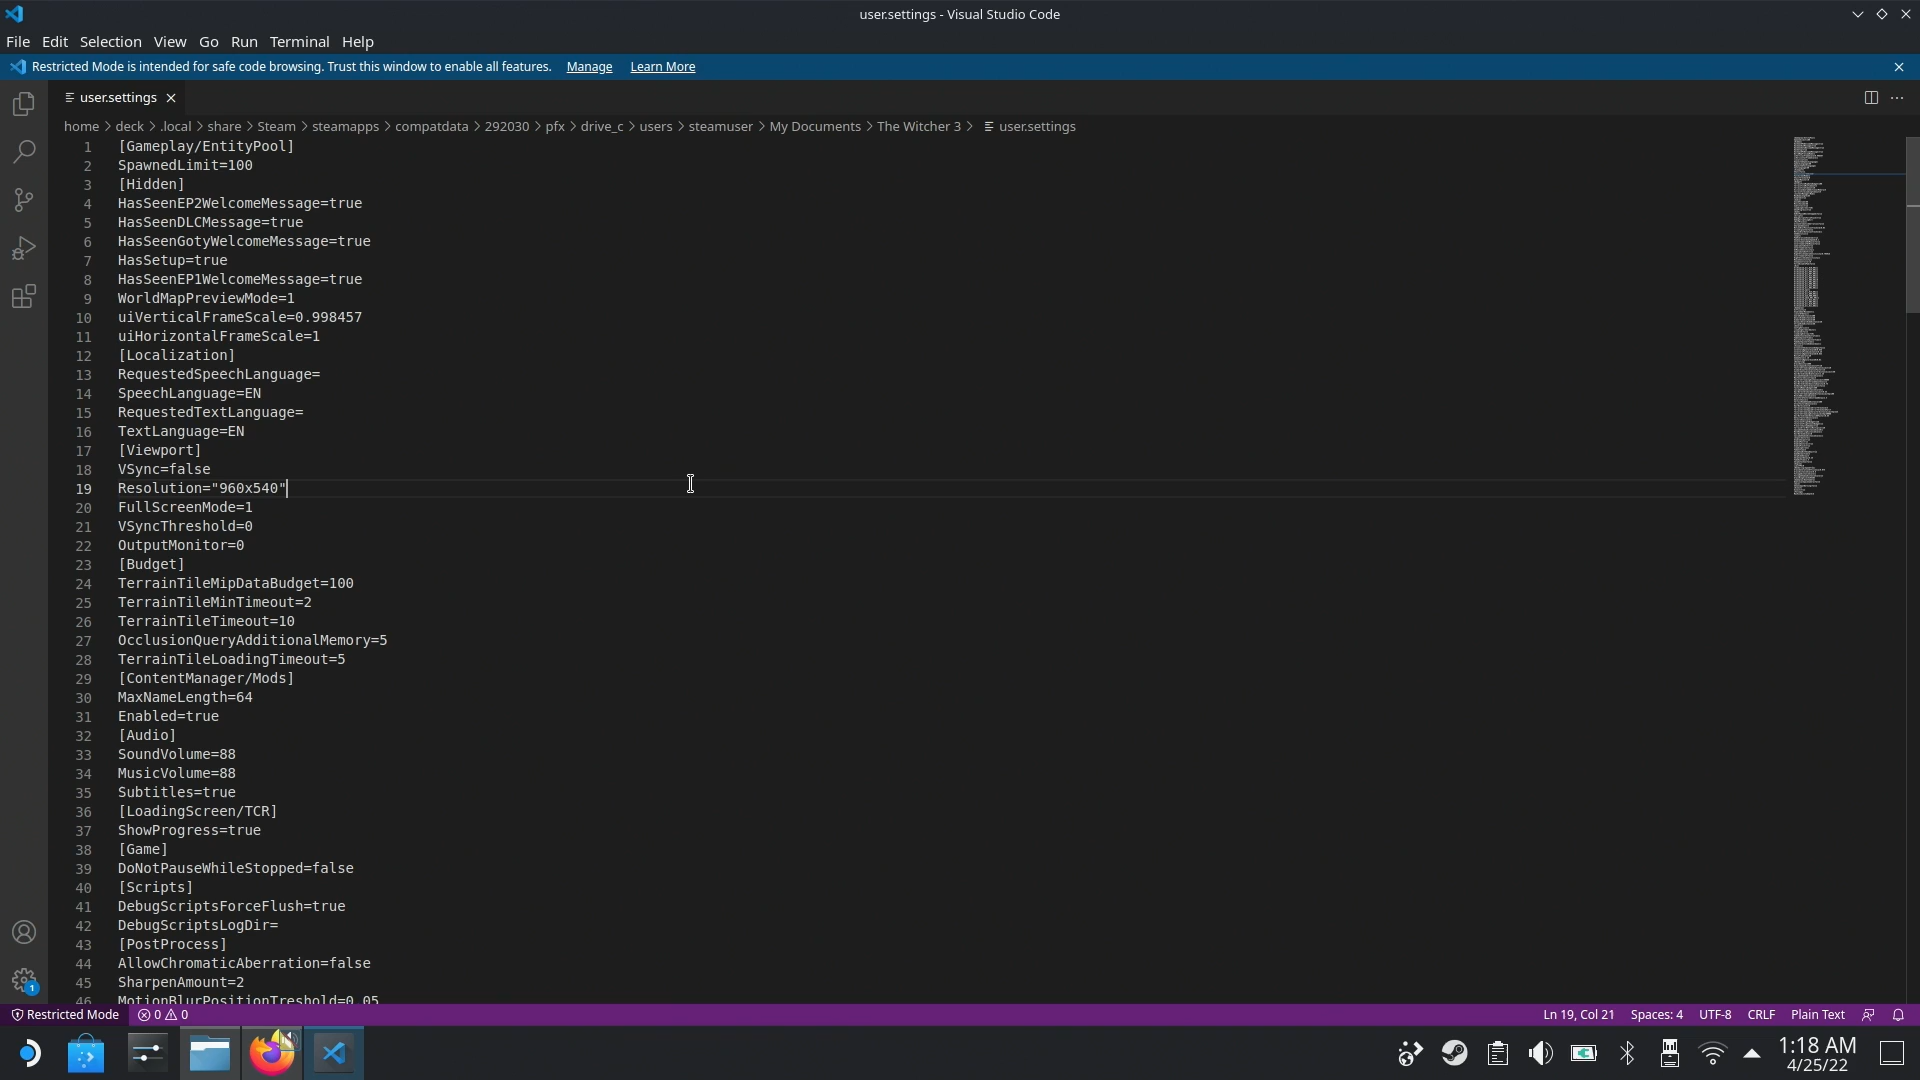 user.settings - Visual Studio Code
File Edit Selection View Go Run Terminal Help
Restricted Mode is intended for safe code browsing. Trust this window to enable all features. Manage Learn More
user.settings
home > deck > .local > share > Steam > steamapps > compatdata > 292030 > pfx > drive_c > users > steamuser > My Documents > The Witcher 3 > user.settings
1 [Gameplay/EntityPool]
2 SpawnedLimit=100
3 [Hidden]
4 HasSeenEP2WelcomeMessage=true
5 HasSeenDLCMessage=true
6 HasSeenGotyWelcomeMessage=true
7 HasSetup=true
8 HasSeenEP1WelcomeMessage=true
9 WorldMapPreviewMode=1
10 uiVerticalFrameScale=0.998457
11 uiHorizontalFrameScale=1
12 [Localization]
13 RequestedSpeechLanguage=
14 SpeechLanguage=EN
15 RequestedTextLanguage=
16 TextLanguage=EN
17 [Viewport]
18 VSync=false
19 Resolution="960x540"
20 FullScreenMode=1
21 VSyncThreshold=0
22 OutputMonitor=0
23 [Budget]
24 TerrainTileMipDataBudget=100
25 TerrainTileMinTimeout=2
26 TerrainTileTimeout=10
27 OcclusionQueryAdditionalMemory=5
28 TerrainTileLoadingTimeout=5
29 [ContentManager/Mods]
30 MaxNameLength=64
31 Enabled=true
32 [Audio]
33 SoundVolume=88
34 MusicVolume=88
35 Subtitles=true
36 [LoadingScreen/TCR]
37 ShowProgress=true
38 [Game]
39 DoNotPauseWhileStopped=false
40 [Scripts]
41 DebugScriptsForceFlush=true
42 DebugScriptsLogDir=
43 [PostProcess]
44 AllowChromaticAberration=false
45 SharpenAmount=2
46 MotionBlurPositionTreshold=0.05
1
Restricted Mode 0 0 Ln 19, Col 21 Spaces: 4 UTF-8 CRLF Plain Text
1:18 AM
4/25/22